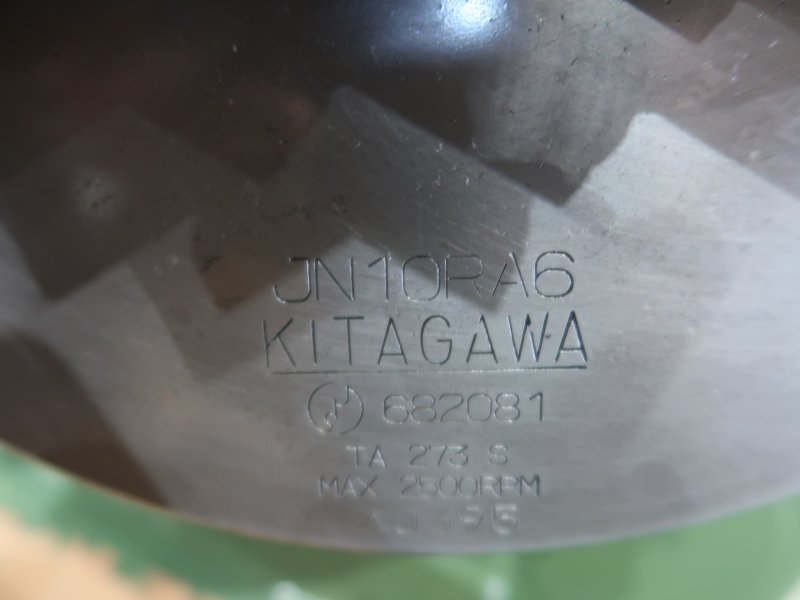 JN10RA6
KITAGAWA
682081
TA 273 S
MAX. 2500RPM